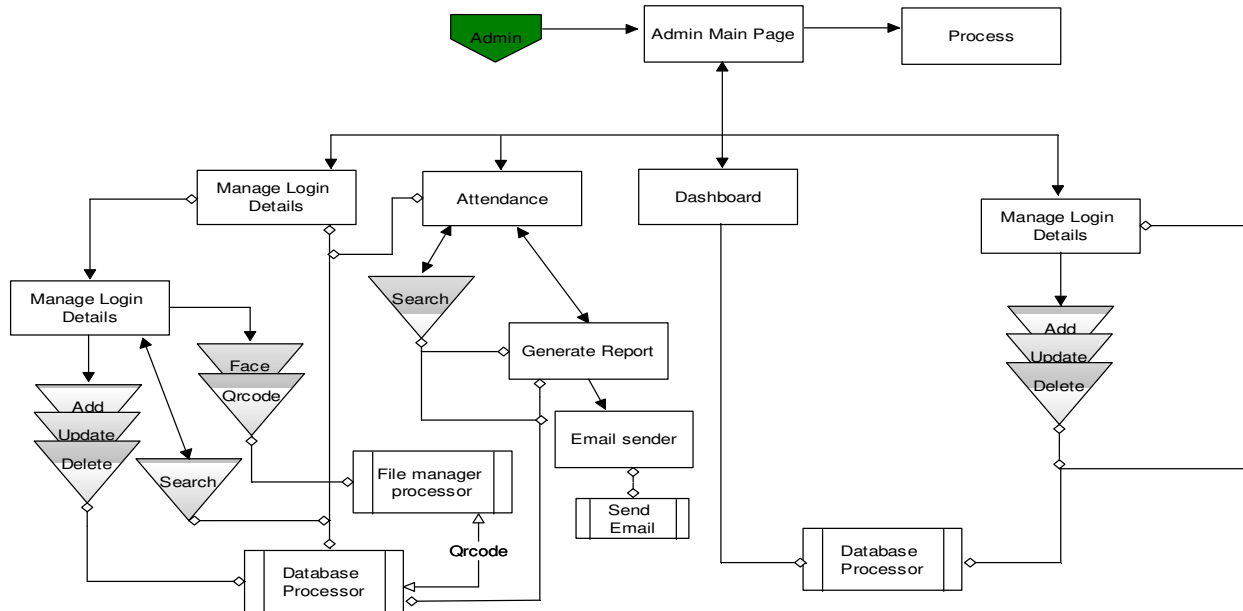 Admin
Admin Main Page
Process
Manage Login
Details
Attendance
Dashboard
Manage Login
Details
Manage Login
Details
Search
Generate Report
Face
Qrcode
Add
Update
Delete
Search
Email sender
File manager
processor
Send
Email
Qrcode
Database
Processor
Add
Update
Delete
Database
Processor